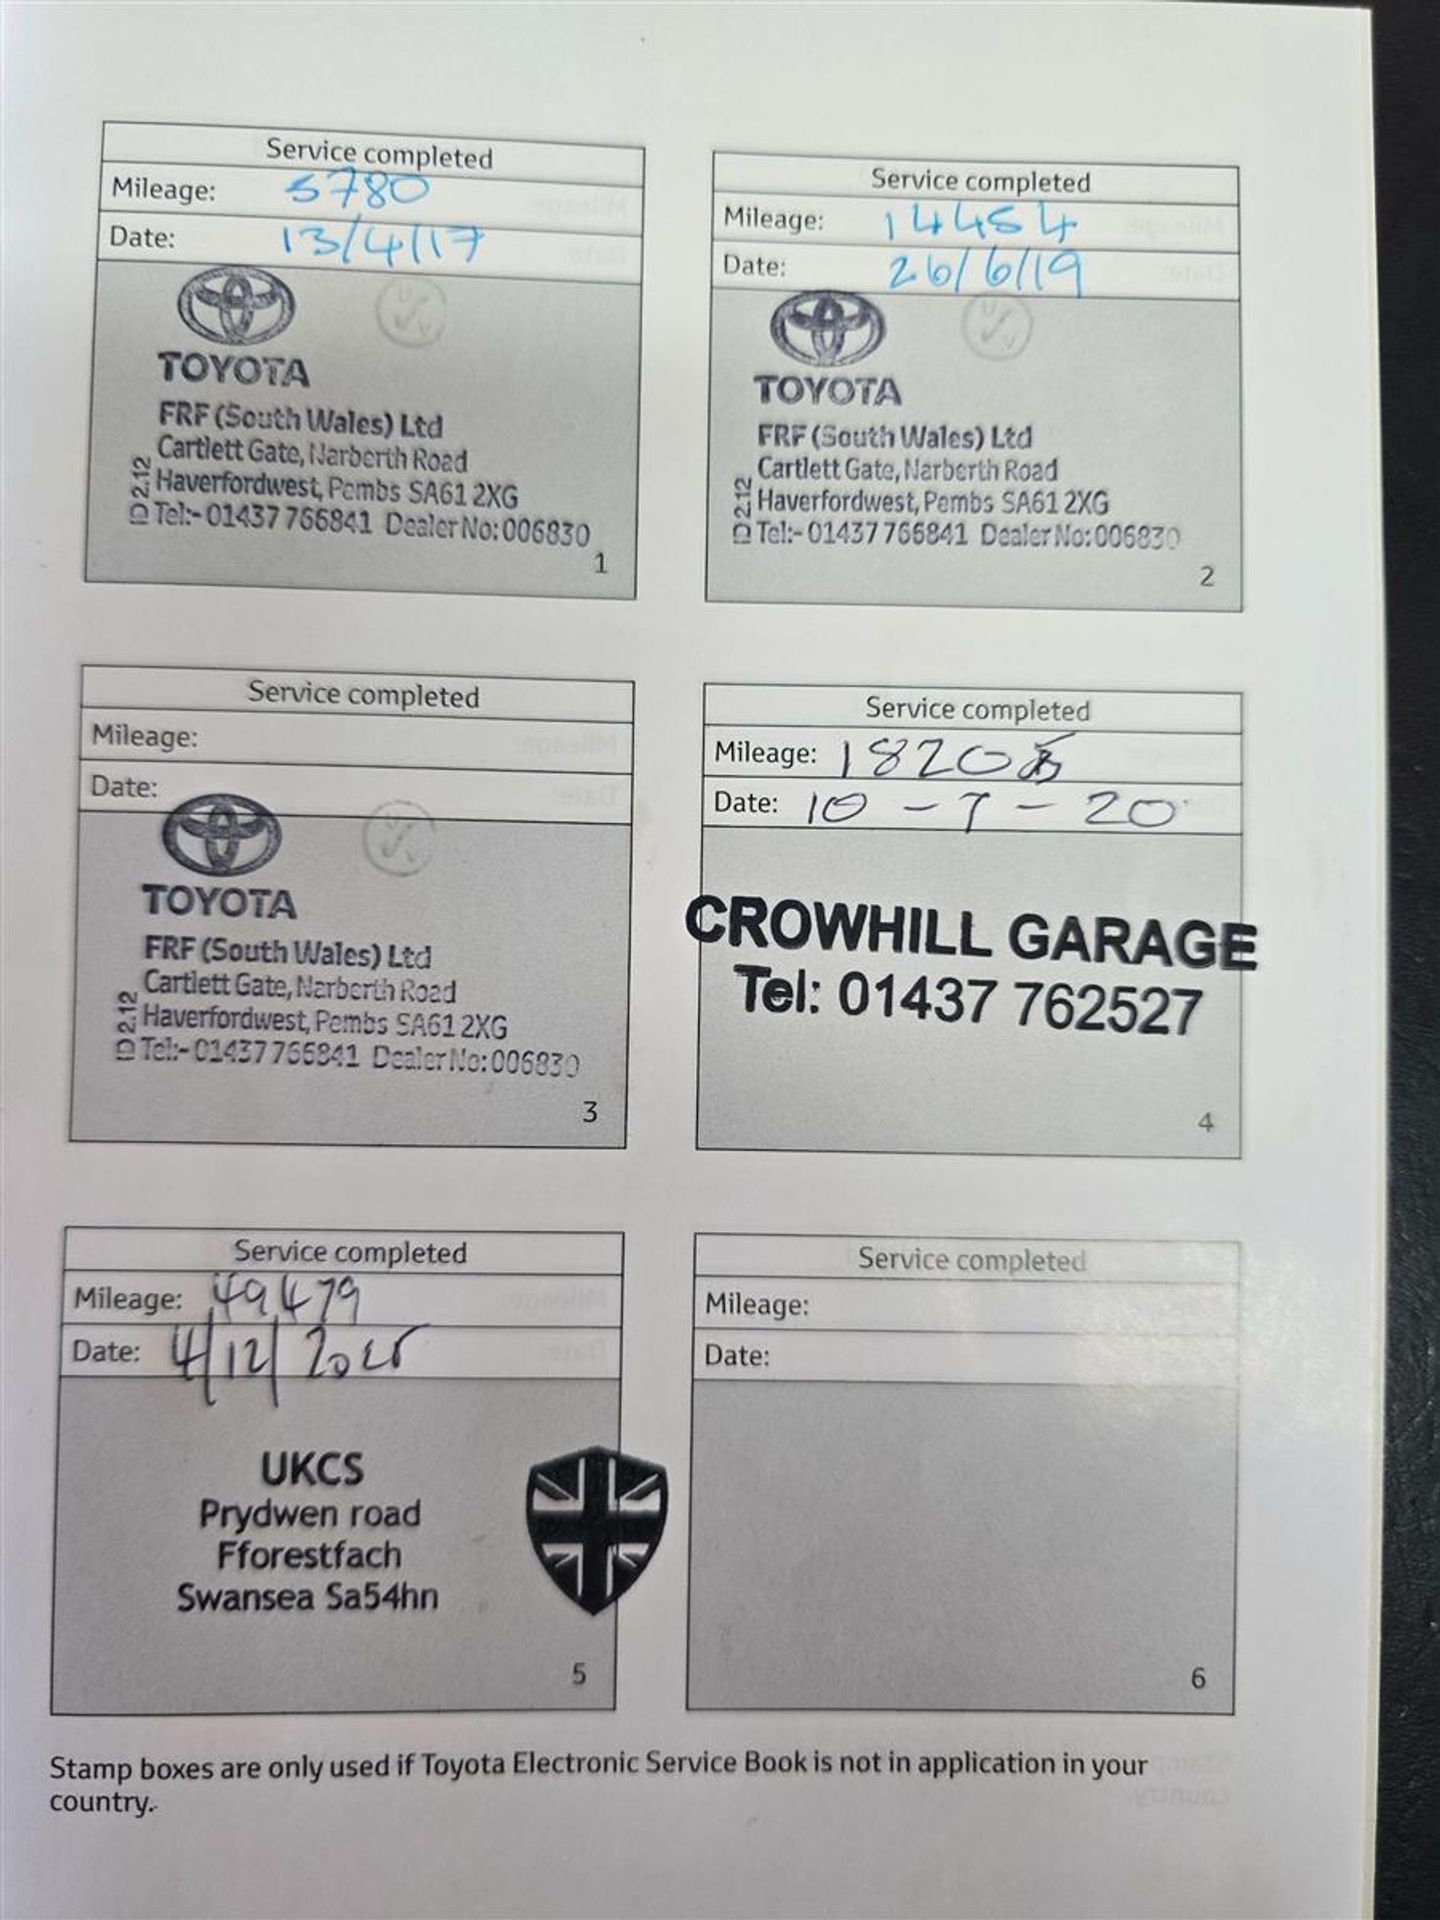 Service completed
Mileage: 5780
Date: 13/4/17
TOYOTA
FRF (South Wales) Ltd
Cartlett Gate, Narberth Road
Haverfordwest, Pembs SA61 2XG
Tel:- 01437 766841 Dealer No: 006830
ID 2.12
1
Service completed
Mileage: 14454
Date: 26/6/19
TOYOTA
FRF (South Wales) Ltd
Cartlett Gate, Narberth Road
Haverfordwest, Pembs SA61 2XG
Tel:- 01437 766841 Dealer No: 006830
ID 2.12
2
Service completed
Mileage:
Date:
TOYOTA
FRF (South Wales) Ltd
Cartlett Gate, Narberth Road
Haverfordwest, Pembs SA61 2XG
Tel:- 01437 766841 Dealer No: 006830
ID 2.12
3
Service completed
Mileage:
Date: 10-7-20
CROWHILL GARAGE
Tel: 01437 762527
4
Service completed
Mileage: 49479
Date: 4/12/2025
UKCS
Prydwen road
Fforestfach
Swansea Sa54hn
5
Service completed
Mileage:
Date:
6
Stamp boxes are only used if Toyota Electronic Service Book is not in application in your
country.